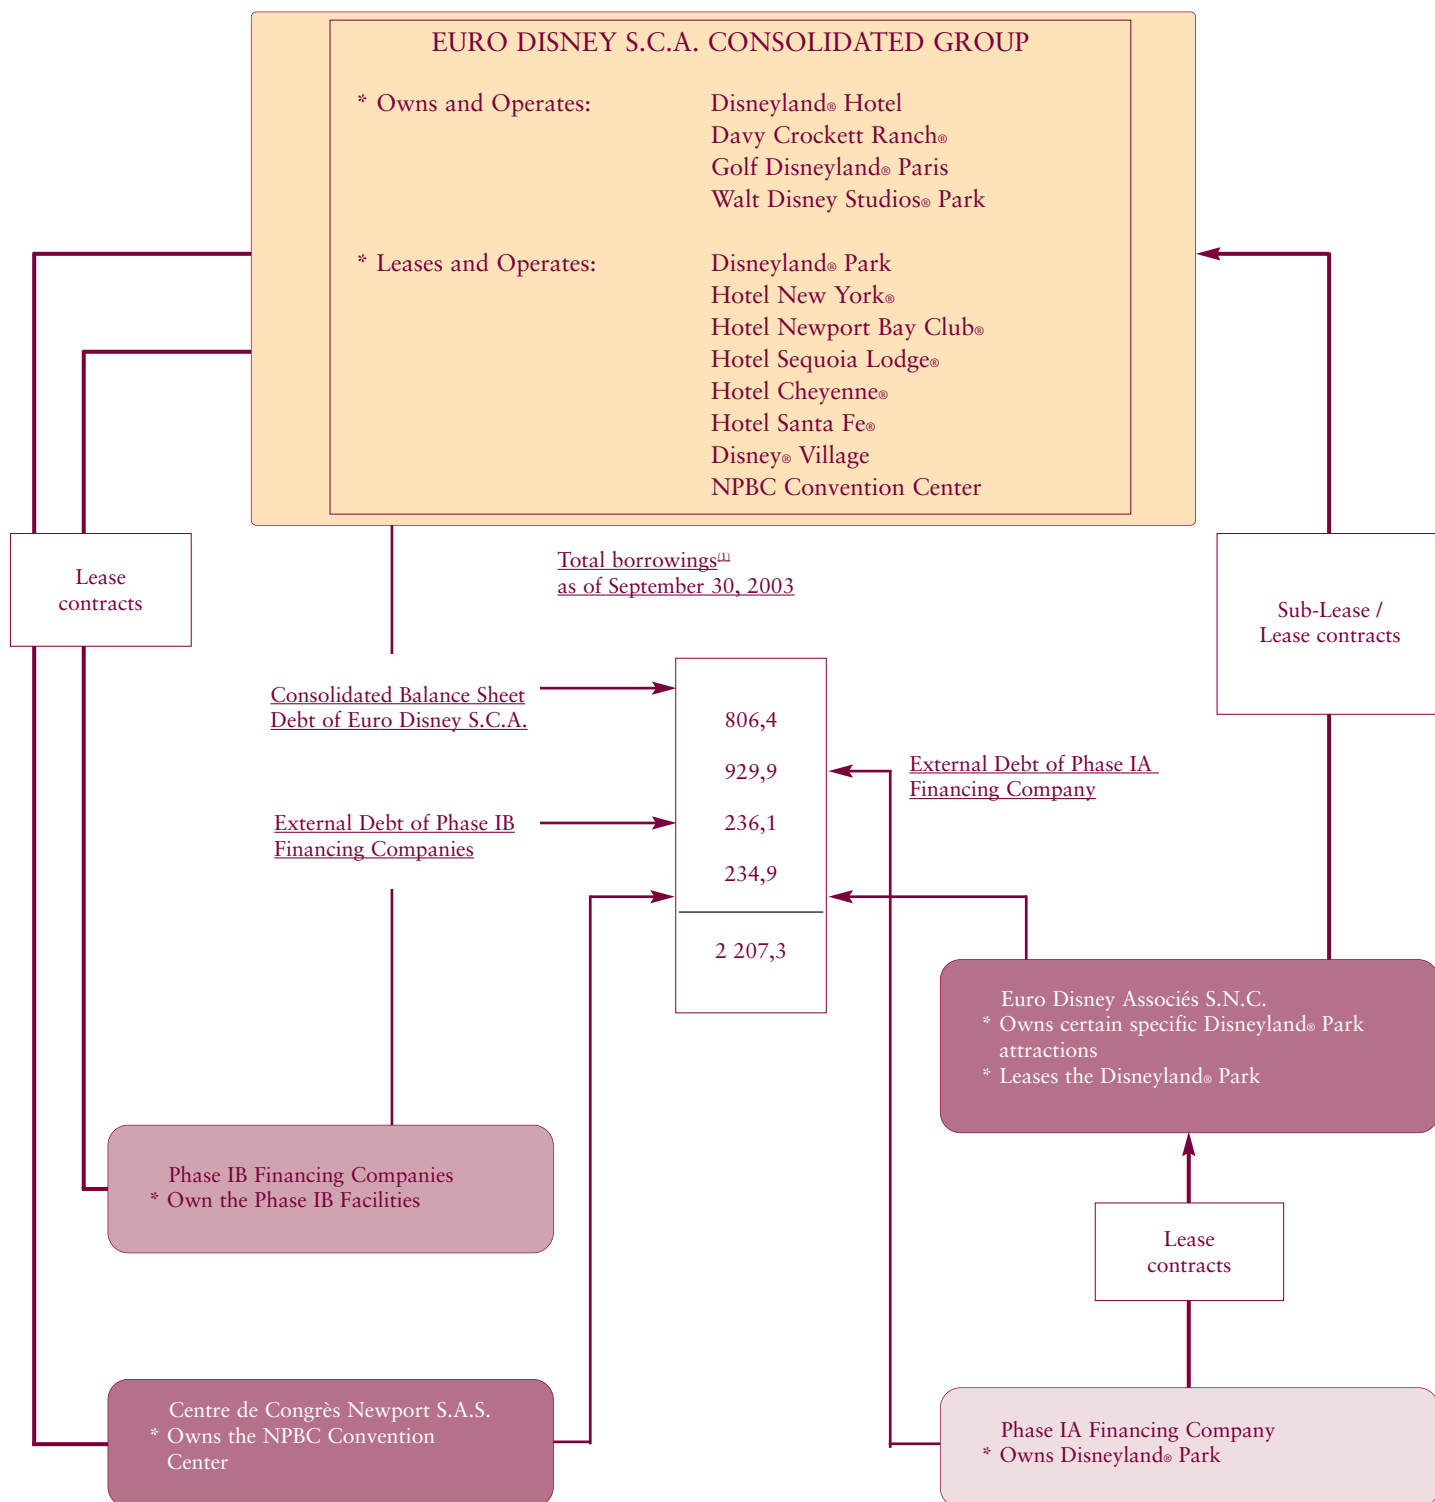 EURO DISNEY S.C.A. CONSOLIDATED GROUP
* Owns and Operates: Disneyland® Hotel
Davy Crockett Ranch®
Golf Disneyland® Paris
Walt Disney Studios® Park
* Leases and Operates: Disneyland® Park
Hotel New York®
Hotel Newport Bay Club®
Hotel Sequoia Lodge®
Hotel Cheyenne®
Hotel Santa Fe®
Disney® Village
NPBC Convention Center
Lease
contracts
Total borrowings(1)
as of September 30, 2003
Sub-Lease /
Lease contracts
Consolidated Balance Sheet
Debt of Euro Disney S.C.A.
806,4
929,9
External Debt of Phase IA
Financing Company
External Debt of Phase IB
Financing Companies
236,1
234,9
2 207,3
Euro Disney Associés S.N.C.
* Owns certain specific Disneyland® Park
attractions
* Leases the Disneyland® Park
Phase IB Financing Companies
* Own the Phase IB Facilities
Lease
contracts
Centre de Congrès Newport S.A.S.
* Owns the NPBC Convention
Center
Phase IA Financing Company
* Owns Disneyland® Park